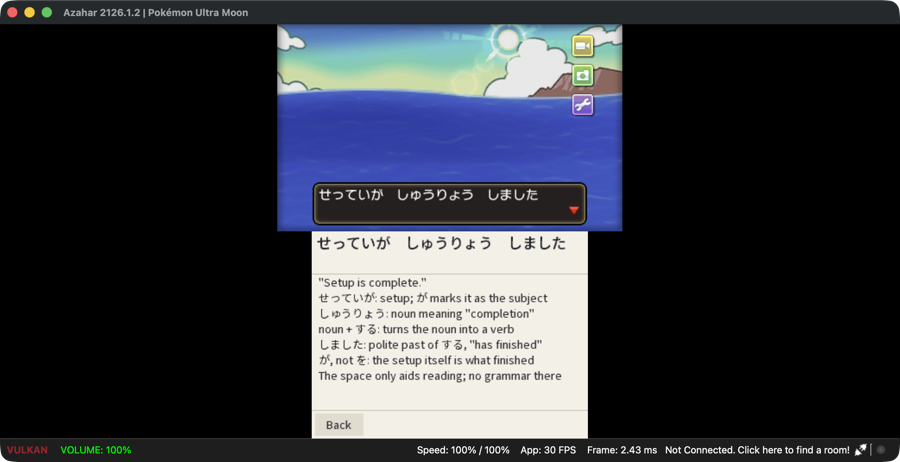 Azahar 2126.1.2 | Pokémon Ultra Moon
せっていが　しゅうりょう　しました
せっていが　しゅうりょう　しました
"Setup is complete."
せっていが: setup; が marks it as the subject
しゅうりょう: noun meaning "completion"
noun + する: turns the noun into a verb
しました: polite past of する, "has finished"
が, not を: the setup itself is what finished
The space only aids reading; no grammar there
Back
VULKAN VOLUME: 100% Speed: 100% / 100% App: 30 FPS Frame: 2.43 ms Not Connected. Click here to find a room!